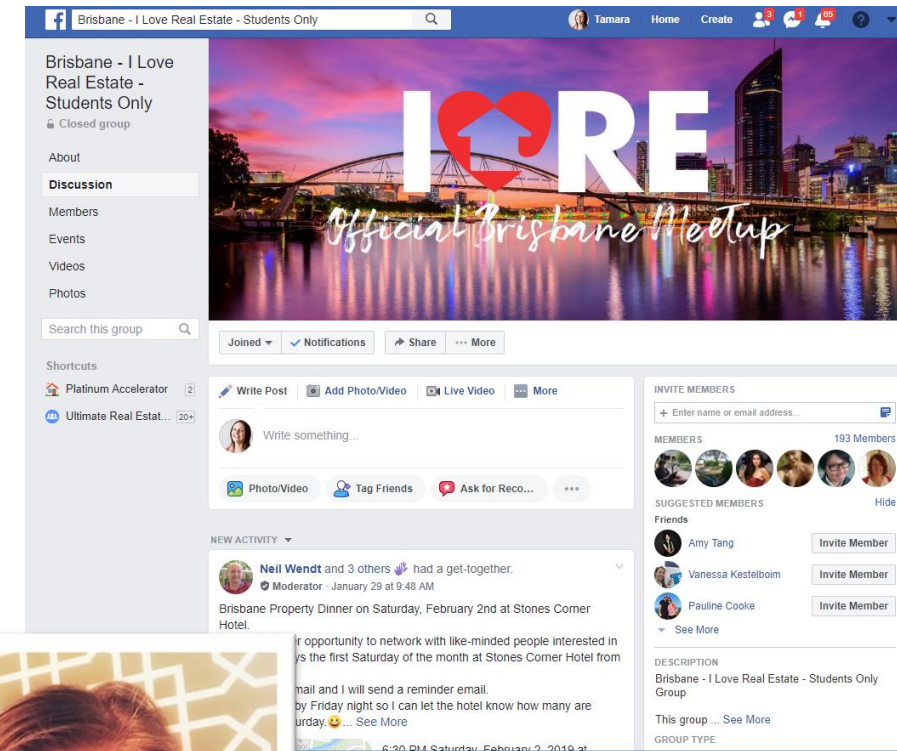 Brisbane - I Love Real Estate - Students Only
Tamara
Home
Create
3
1
65
Brisbane - I Love
Real Estate -
Students Only
Closed group
About
Discussion
Members
Events
Videos
Photos
Search this group
Shortcuts
Platinum Accelerator 2
Ultimate Real Estat... 20+
I RE
Official Brisbane Meetup
Joined
Notifications
Share
More
Write Post
Add Photo/Video
Live Video
More
Write something...
Photo/Video
Tag Friends
Ask for Reco...
NEW ACTIVITY
Neil Wendt and 3 others had a get-together.
Moderator · January 29 at 9:48 AM
Brisbane Property Dinner on Saturday, February 2nd at Stones Corner
Hotel.
opportunity to network with like-minded people interested in
the first Saturday of the month at Stones Corner Hotel from
and I will send a reminder email.
by Friday night so I can let the hotel know how many are
... See More
6:30 PM Saturday, February 2, 2019 at
INVITE MEMBERS
+ Enter name or email address...
MEMBERS
193 Members
SUGGESTED MEMBERS
Hide
Friends
Amy Tang
Invite Member
Vanessa Kestelboim
Invite Member
Pauline Cooke
Invite Member
See More
DESCRIPTION
Brisbane - I Love Real Estate - Students Only
Group
This group ... See More
GROUP TYPE